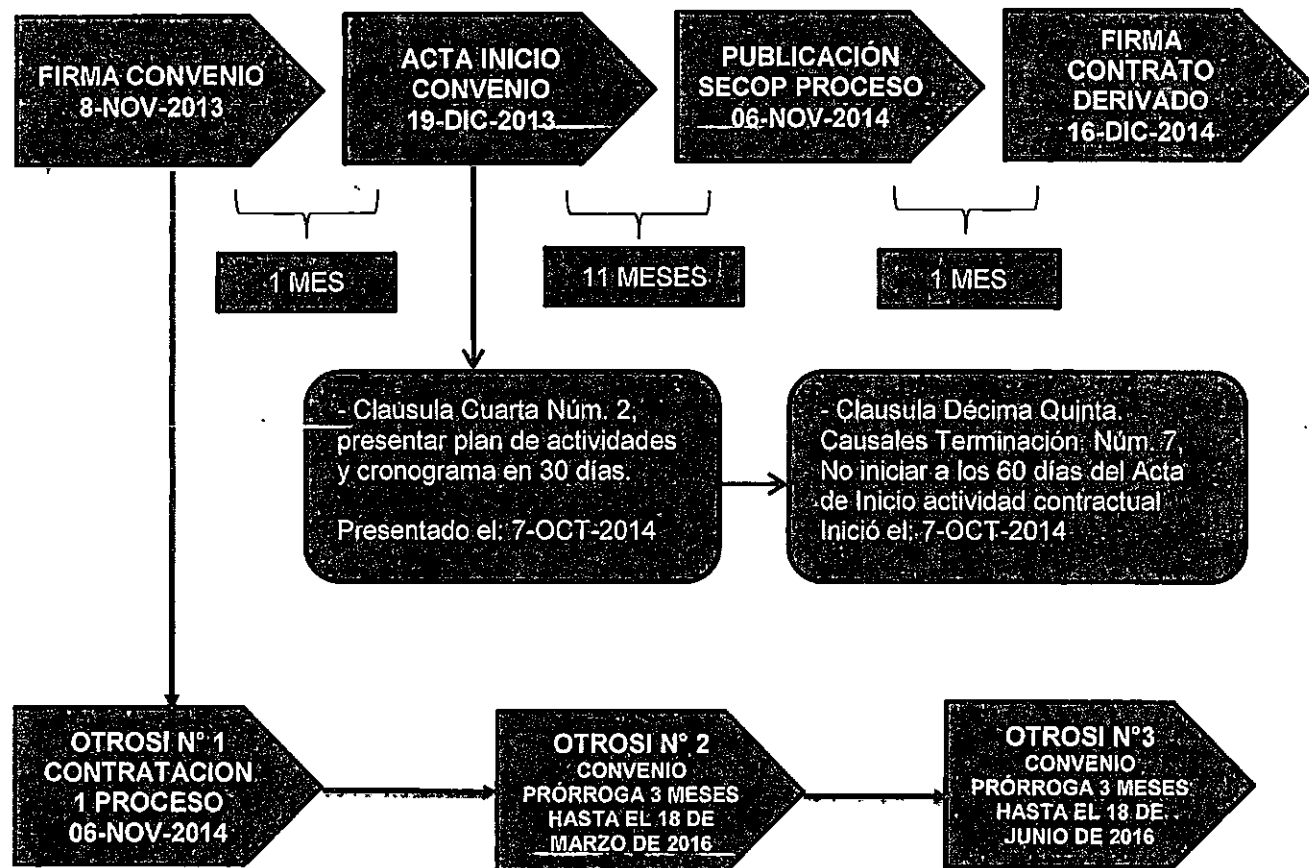 FIRMA CONVENIO
8-NOV-2013
ACTA INICIO
CONVENIO
19-DIC-2013
PUBLICACIÓN
SECOP PROCESO
06-NOV-2014
FIRMA
CONTRATO
DERIVADO
16-DIC-2014
1 MES
11 MESES
1 MES
- Clausula Cuarta Núm. 2,
presentar plan de actividades
y cronograma en 30 días.
Presentado el: 7-OCT-2014
- Clausula Décima Quinta.
Causales Terminación Núm. 7,
No iniciar a los 60 días del Acta
de Inicio actividad contractual
Inició el: 7-OCT-2014
OTROSI N° 1
CONTRATACION
1 PROCESO
06-NOV-2014
OTROSI N° 2
CONVENIO
PRÓRROGA 3 MESES
HASTA EL 18 DE
MARZO DE 2016
OTROSI N°3
CONVENIO
PRÓRROGA 3 MESES
HASTA EL 18 DE
JUNIO DE 2016